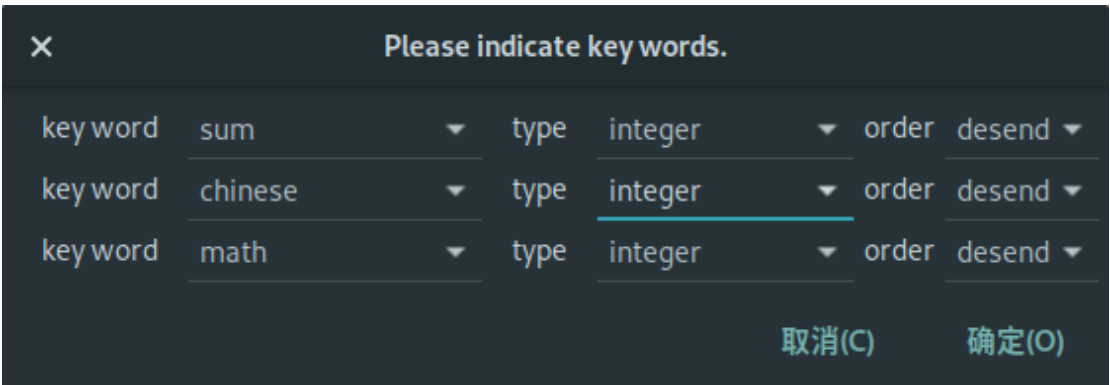 Please indicate key words.
key word sum type integer order desend
key word chinese type integer order desend
key word math type integer order desend
取消(C) 确定(O)